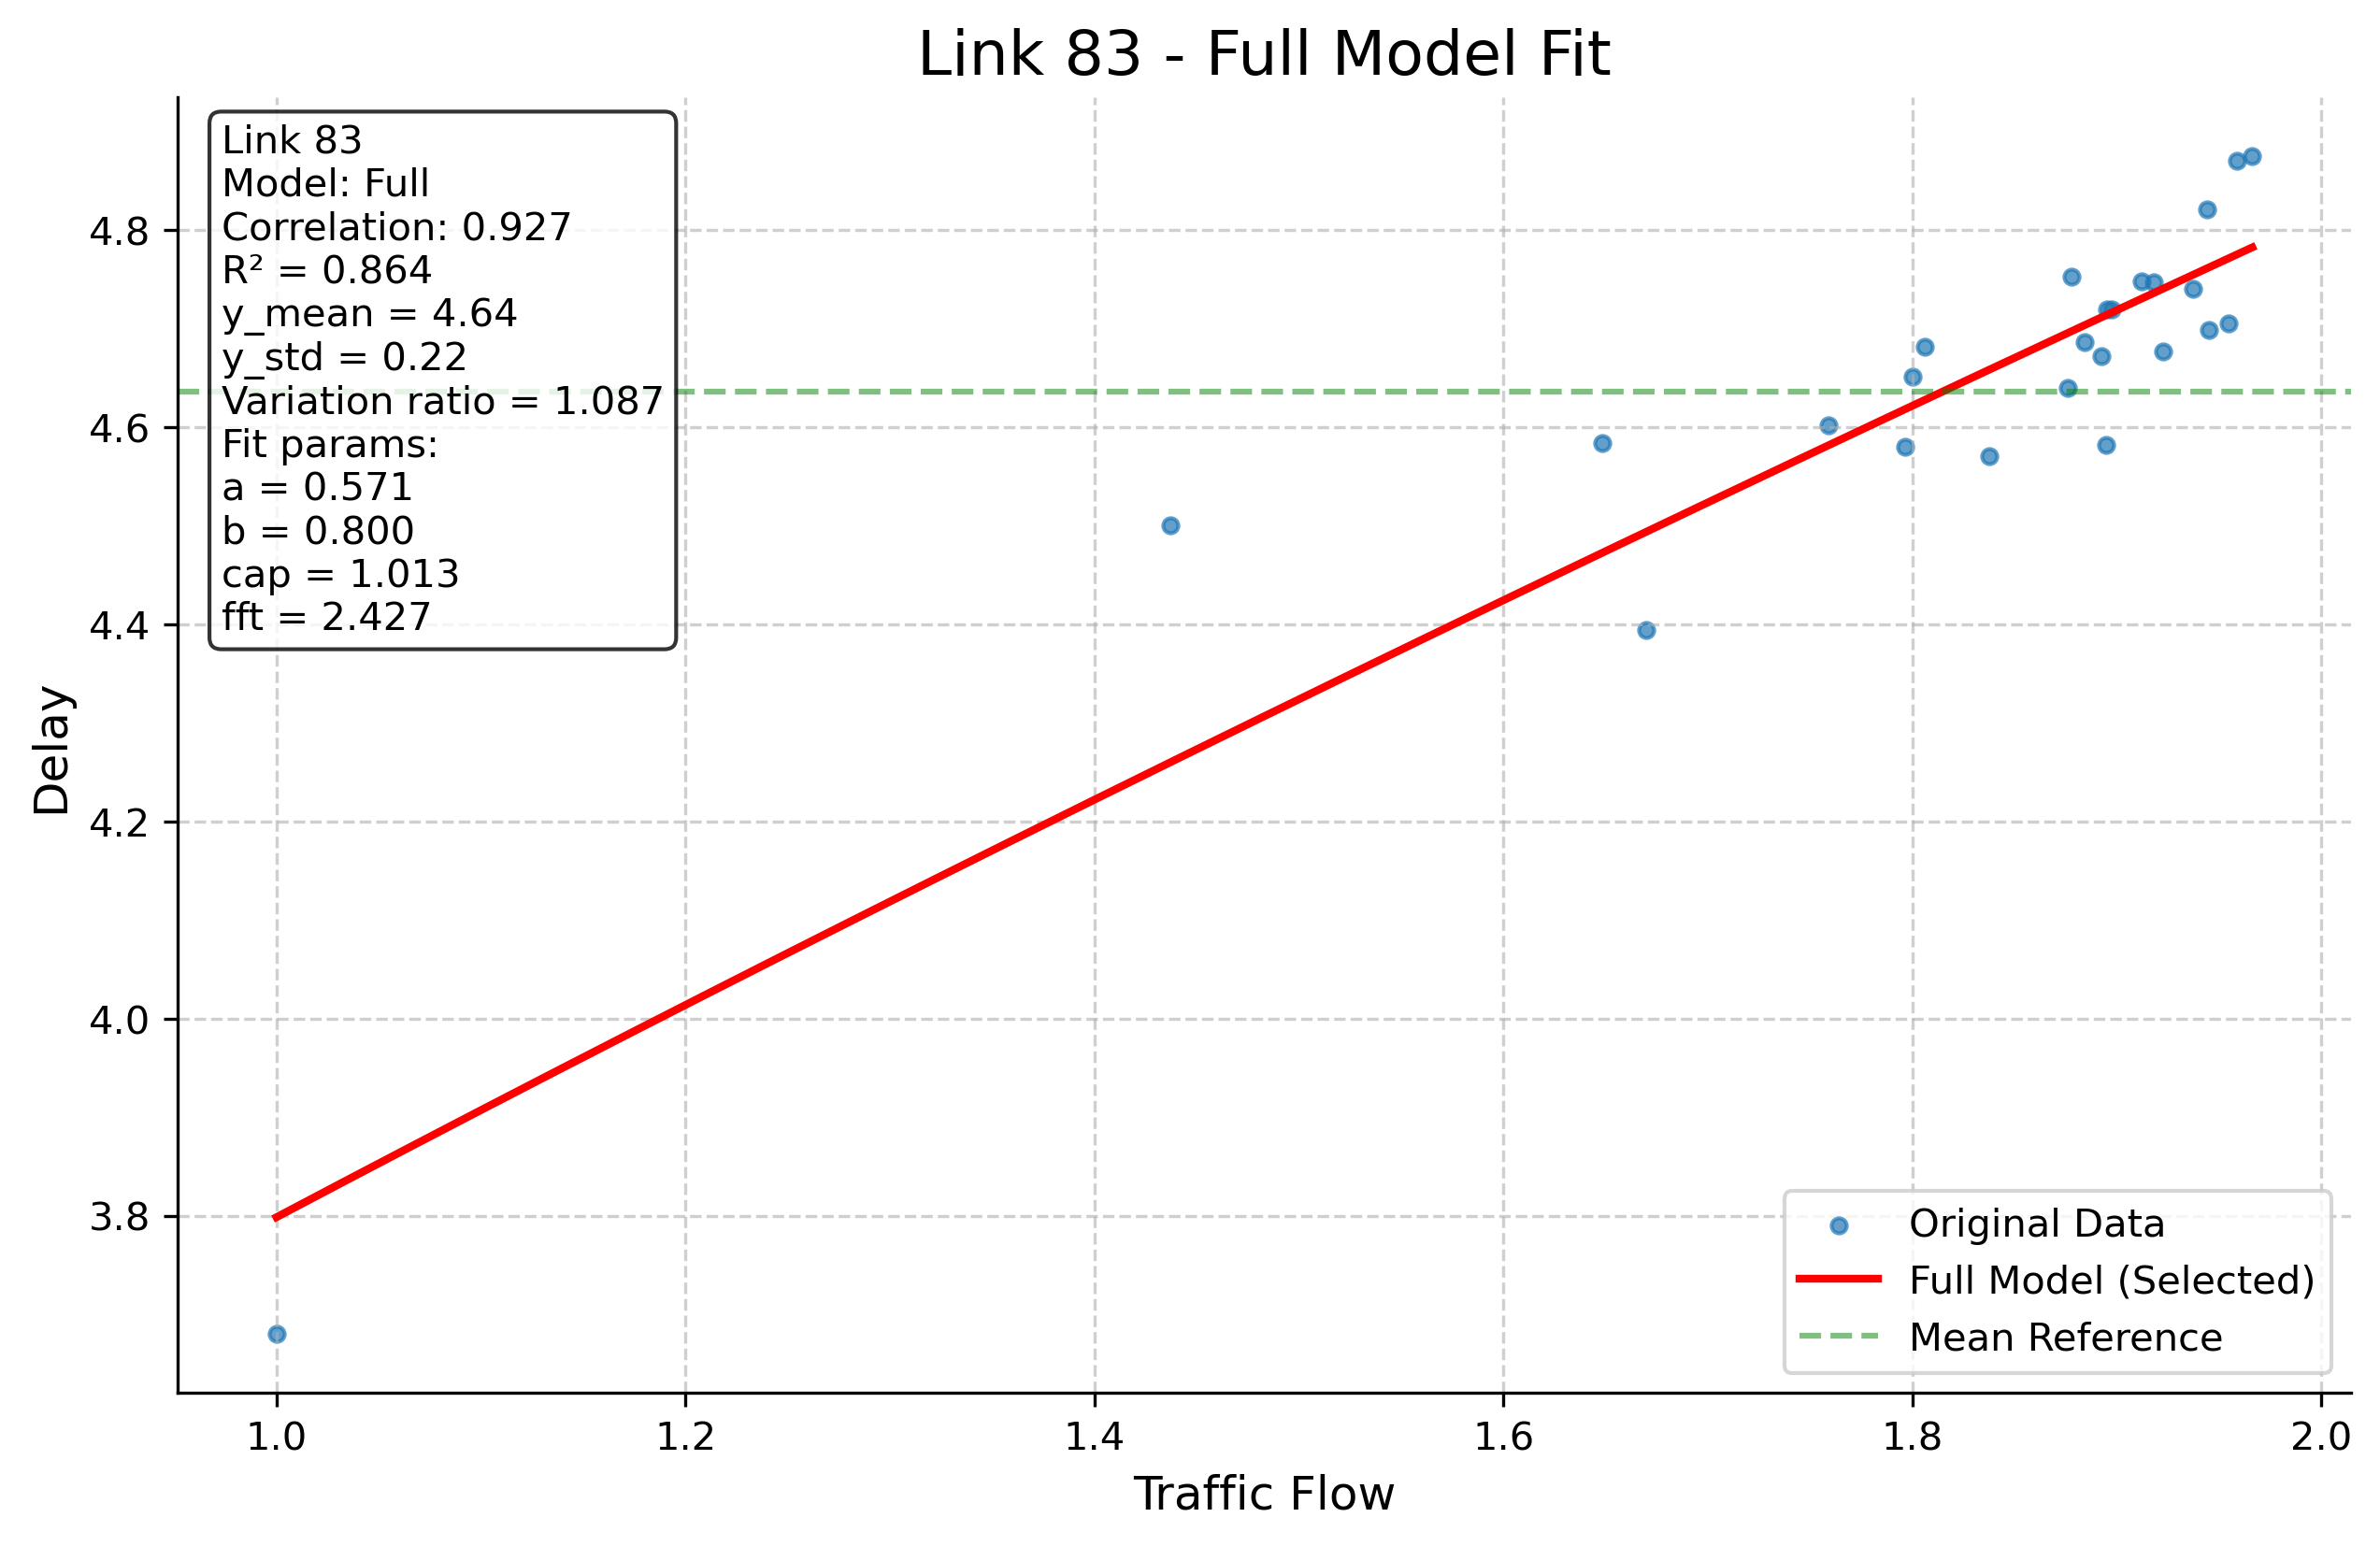 Link 83 - Full Model Fit
Link 83
Model: Full
Correlation: 0.927
R² = 0.864
y_mean = 4.64
y_std = 0.22
Variation ratio = 1.087
Fit params:
a = 0.571
b = 0.800
cap = 1.013
fft = 2.427
Delay
4.8
4.6
4.4
4.2
4.0
3.8
Original Data
Full Model (Selected)
Mean Reference
1.0 1.2 1.4 1.6 1.8 2.0
Traffic Flow